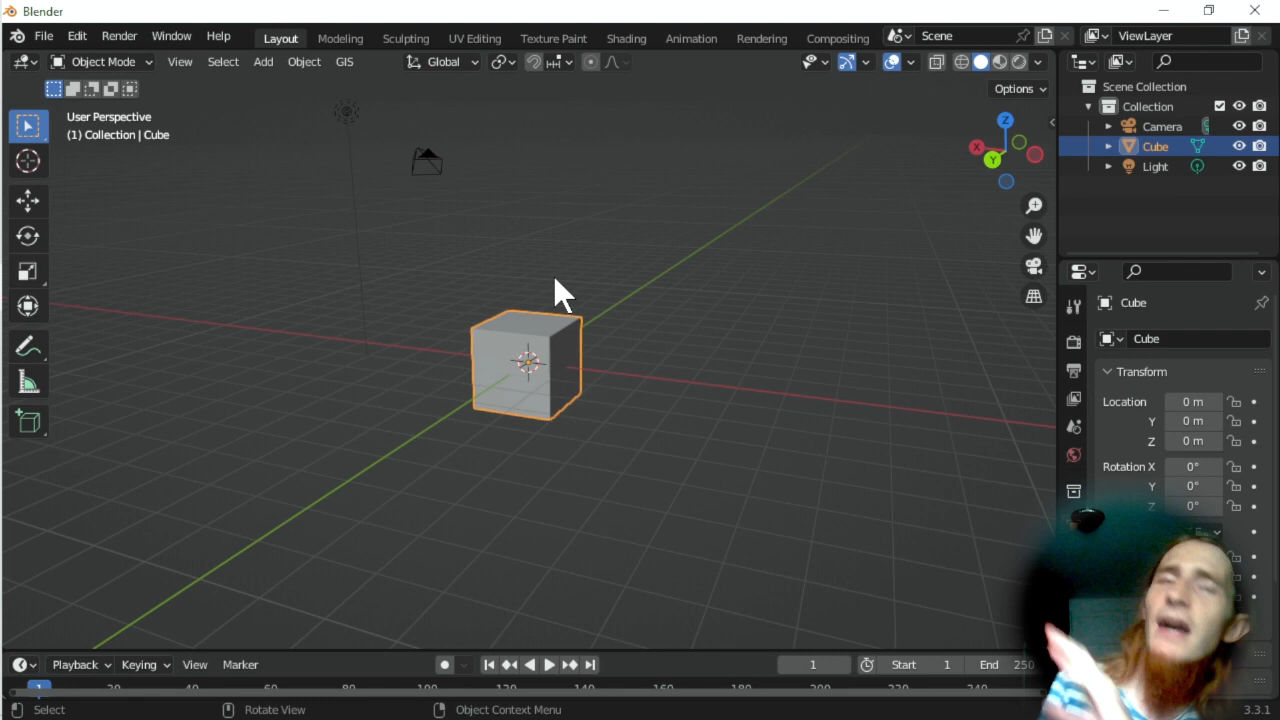 Blender
File Edit Render Window Help Layout Modeling Sculpting UV Editing Texture Paint Shading Animation Rendering Compositing Scene ViewLayer
Object Mode View Select Add Object GIS Global
Options
User Perspective
(1) Collection | Cube
X Y Z
Scene Collection
Collection
Camera
Cube
Light
Cube
Cube
Transform
Location 0 m
Y 0 m
Z 0 m
Rotation X 0°
Y 0°
Z 0°
Playback Keying View Marker 1 Start 1 End 250
1 20 40 60 80 100 120 140 160 180 200 220 240
Select Rotate View Object Context Menu 3.3.1